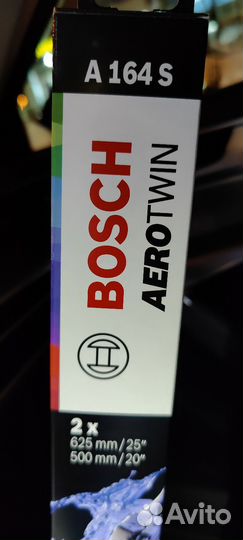 A 164 S
BOSCH
AEROTWIN
2 x
625 mm/25"
500 mm/20"
Avito